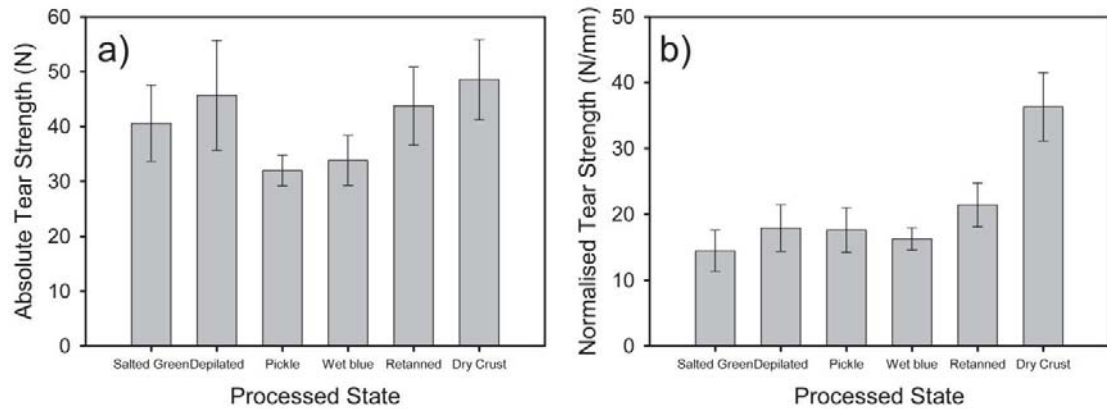 a)
Absolute Tear Strength (N)
60
50
40
30
20
10
0
Salted Green Depilated Pickle Wet blue Retanned Dry Crust
Processed State
b)
Normalised Tear Strength (N/mm)
50
40
30
20
10
0
Salted Green Depilated Pickle Wet blue Retanned Dry Crust
Processed State